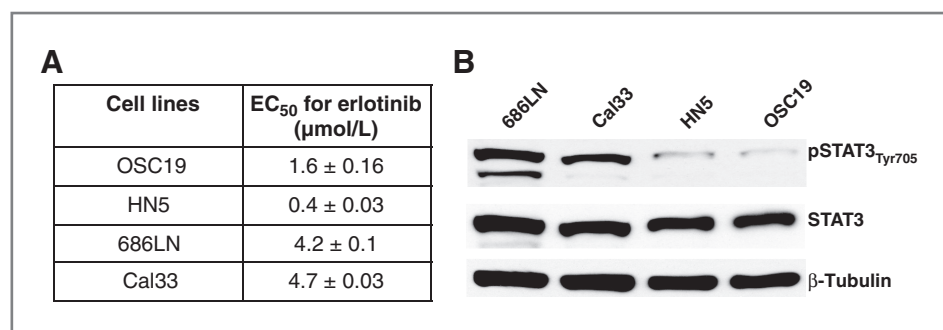 A
Cell lines EC50 for erlotinib (μmol/L)
OSC19 1.6 ± 0.16
HN5 0.4 ± 0.03
686LN 4.2 ± 0.1
Cal33 4.7 ± 0.03
B
686LN Cal33 HN5 OSC19
pSTAT3Tyr705
STAT3
β-Tubulin